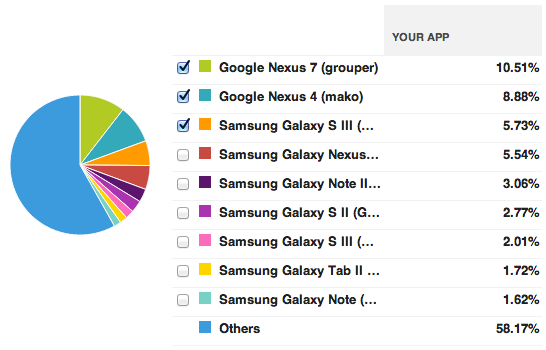 YOUR APP
Google Nexus 7 (grouper) 10.51%
Google Nexus 4 (mako) 8.88%
Samsung Galaxy S III (... 5.73%
Samsung Galaxy Nexus... 5.54%
Samsung Galaxy Note II... 3.06%
Samsung Galaxy S II (G... 2.77%
Samsung Galaxy S III (... 2.01%
Samsung Galaxy Tab II ... 1.72%
Samsung Galaxy Note (... 1.62%
Others 58.17%